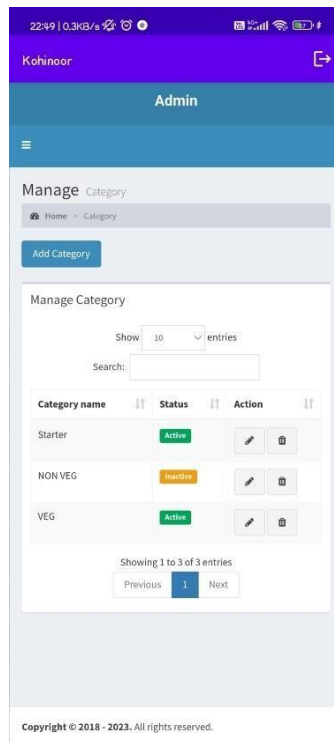 22:49 | 0.3KB/s
Kohinoor
Admin
Manage Category
Home > Category
Add Category
Manage Category
Show 10 entries
Search:
Category name Status Action
Starter Active
NON VEG Inactive
VEG Active
Showing 1 to 3 of 3 entries
Previous 1 Next
Copyright © 2018 - 2023. All rights reserved.